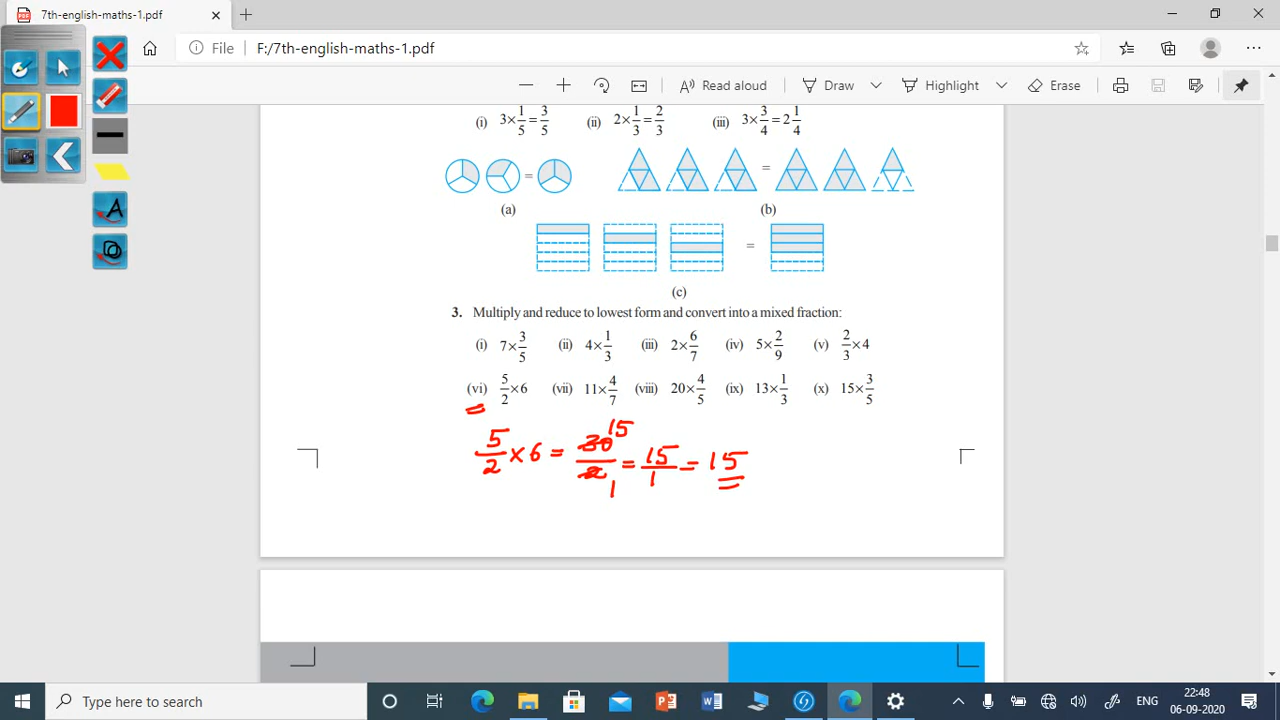 7th-english-maths-1.pdf
File F:/7th-english-maths-1.pdf
Read aloud Draw Highlight Erase
(i) 3×1/5=3/5 (ii) 2×1/3=2/3 (iii) 3×3/4=2 1/4
= =
(a) (b)
=
(c)
3. Multiply and reduce to lowest form and convert into a mixed fraction:
(i) 7×3/5 (ii) 4×1/3 (iii) 2×6/7 (iv) 5×2/9 (v) 2/3×4
(vi) 5/2×6 (vii) 11×4/7 (viii) 20×4/5 (ix) 13×1/3 (x) 15×3/5
15
5/2 × 6 = 30/2 = 15/1 = 15
1
Type here to search
ENG
22:48
06-09-2020